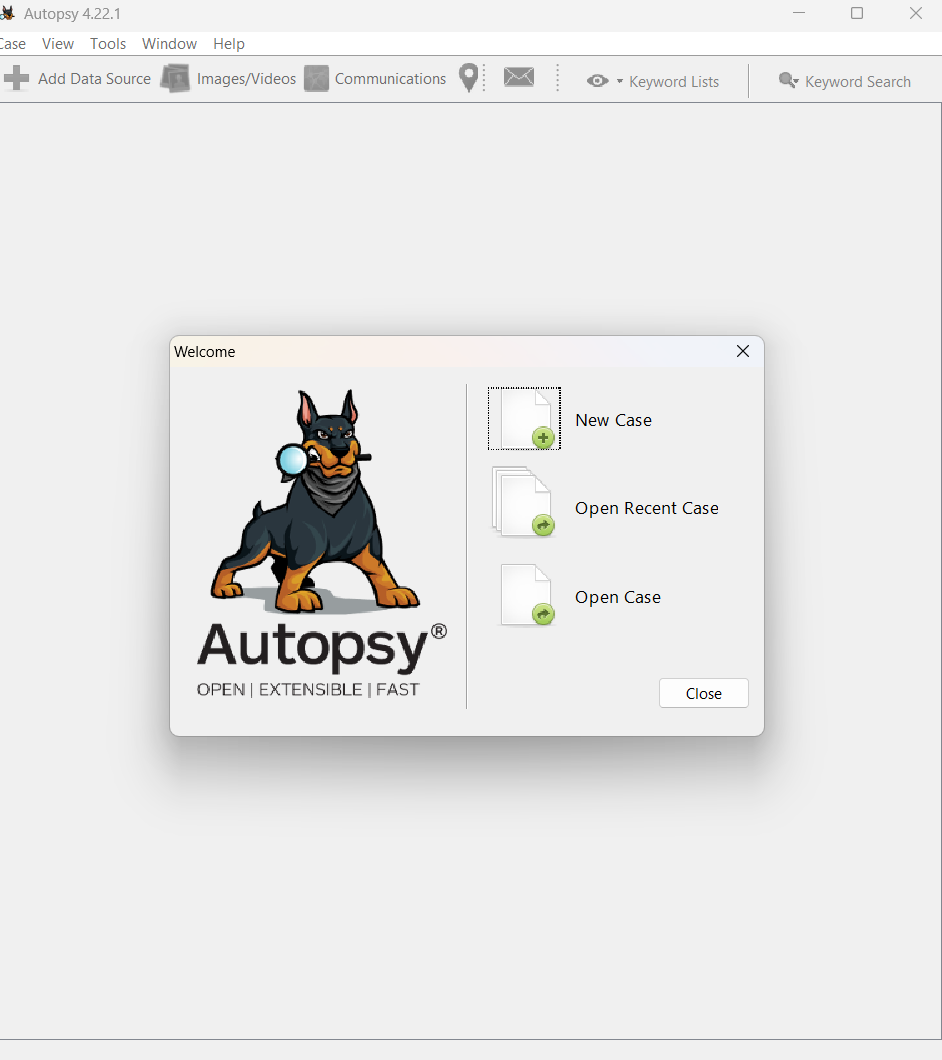 Autopsy 4.22.1
Case View Tools Window Help
Add Data Source Images/Videos Communications Keyword Lists Keyword Search
Welcome
New Case
Open Recent Case
Open Case
Autopsy®
OPEN | EXTENSIBLE | FAST
Close